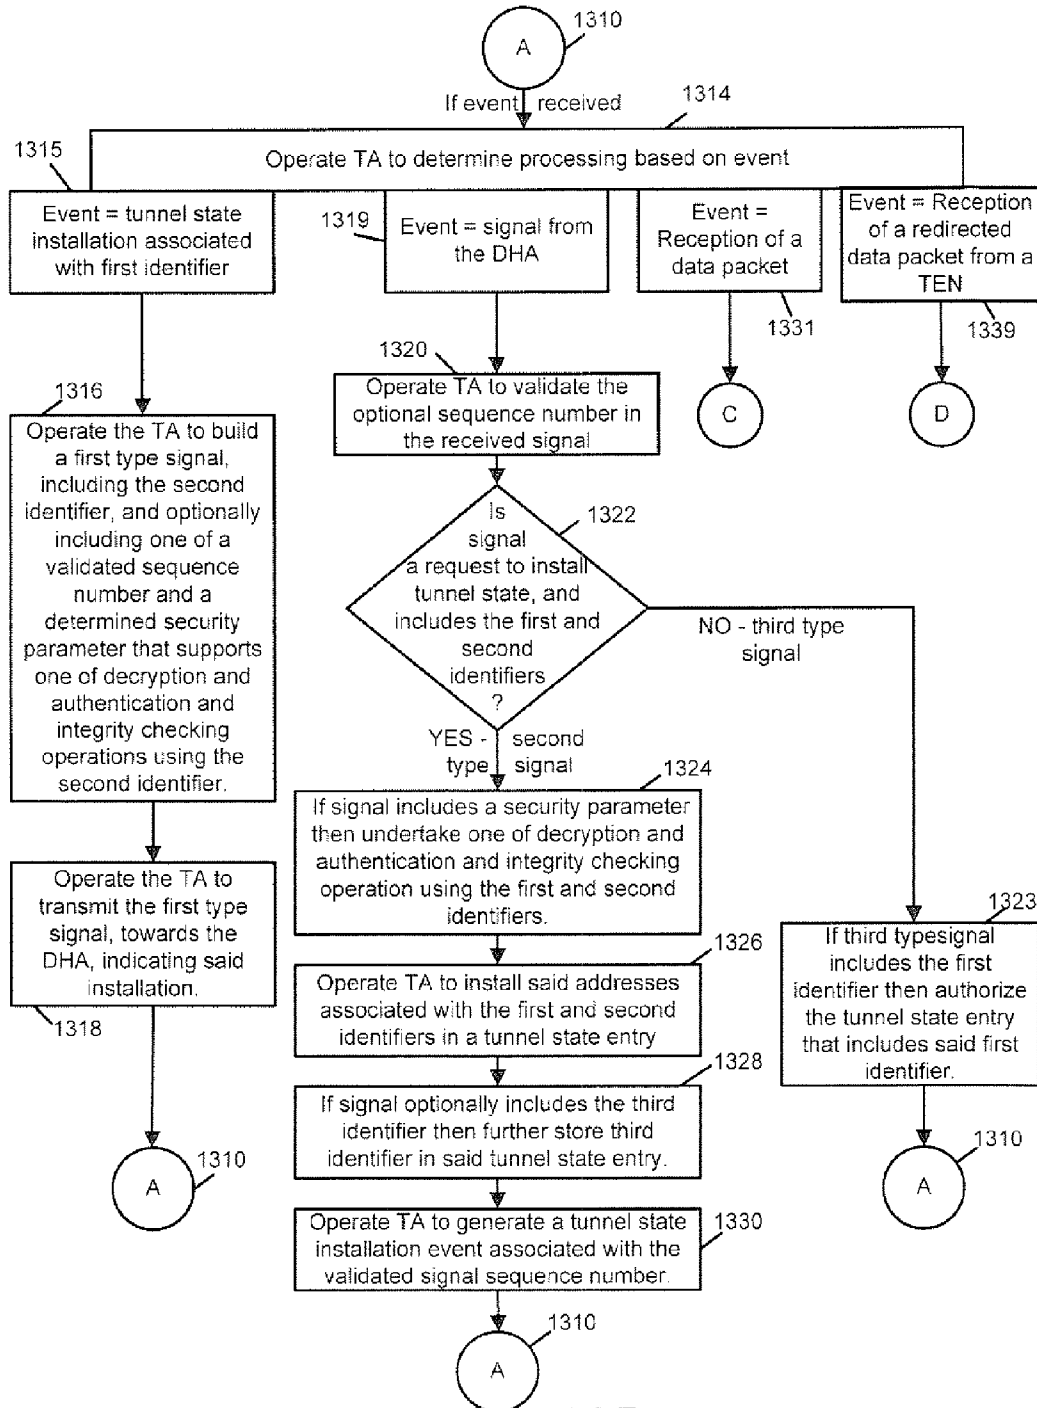 A
1310
If event received
1314
Operate TA to determine processing based on event
1315
Event = tunnel state
installation associated
with first identifier
1319
Event = signal from
the DHA
Event =
Reception of a
data packet
1331
Event = Reception
of a redirected
data packet from a
TEN
1339
C
D
1316
Operate the TA to build
a first type signal,
including the second
identifier, and optionally
including one of a
validated sequence
number and a
determined security
parameter that supports
one of decryption and
authentication and
integrity checking
operations using the
second identifier.
Operate the TA to
transmit the first type
signal, towards the
DHA, indicating said
installation.
1318
A
1310
1320
Operate TA to validate the
optional sequence number in
the received signal
Is
signal
a request to install
tunnel state, and
includes the first and
second
identifiers
?
1322
NO - third type
signal
YES - second
type signal
1324
If signal includes a security parameter
then undertake one of decryption and
authentication and integrity checking
operation using the first and second
identifiers.
1326
Operate TA to install said addresses
associated with the first and second
identifiers in a tunnel state entry
1328
If signal optionally includes the third
identifier then further store third
identifier in said tunnel state entry.
Operate TA to generate a tunnel state
installation event associated with the
validated signal sequence number.
1330
A
1310
1323
If third typesignal
includes the first
identifier then authorize
the tunnel state entry
that includes said first
identifier.
A
1310